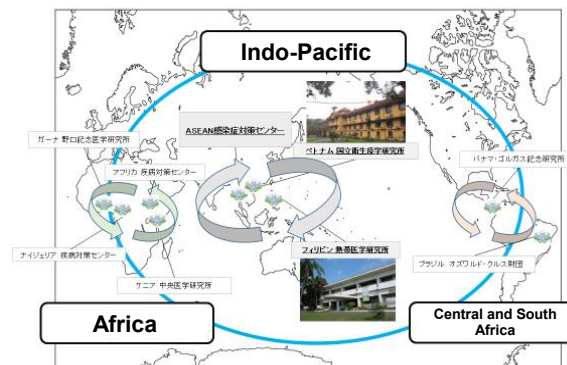 Indo-Pacific
ASEAN感染症対策センター
ガーナ 野口記念医学研究所
ベトナム 国立衛生疫学研究所
パナマ・ゴルガス記念研究所
アフリカ 疾病対策センター
フィリピン 熱帯医学研究所
ナイジェリア 疾病対策センター
ブラジル オズワルド・クルス財団
ケニア 中央医学研究所
Africa
Central and South
Africa